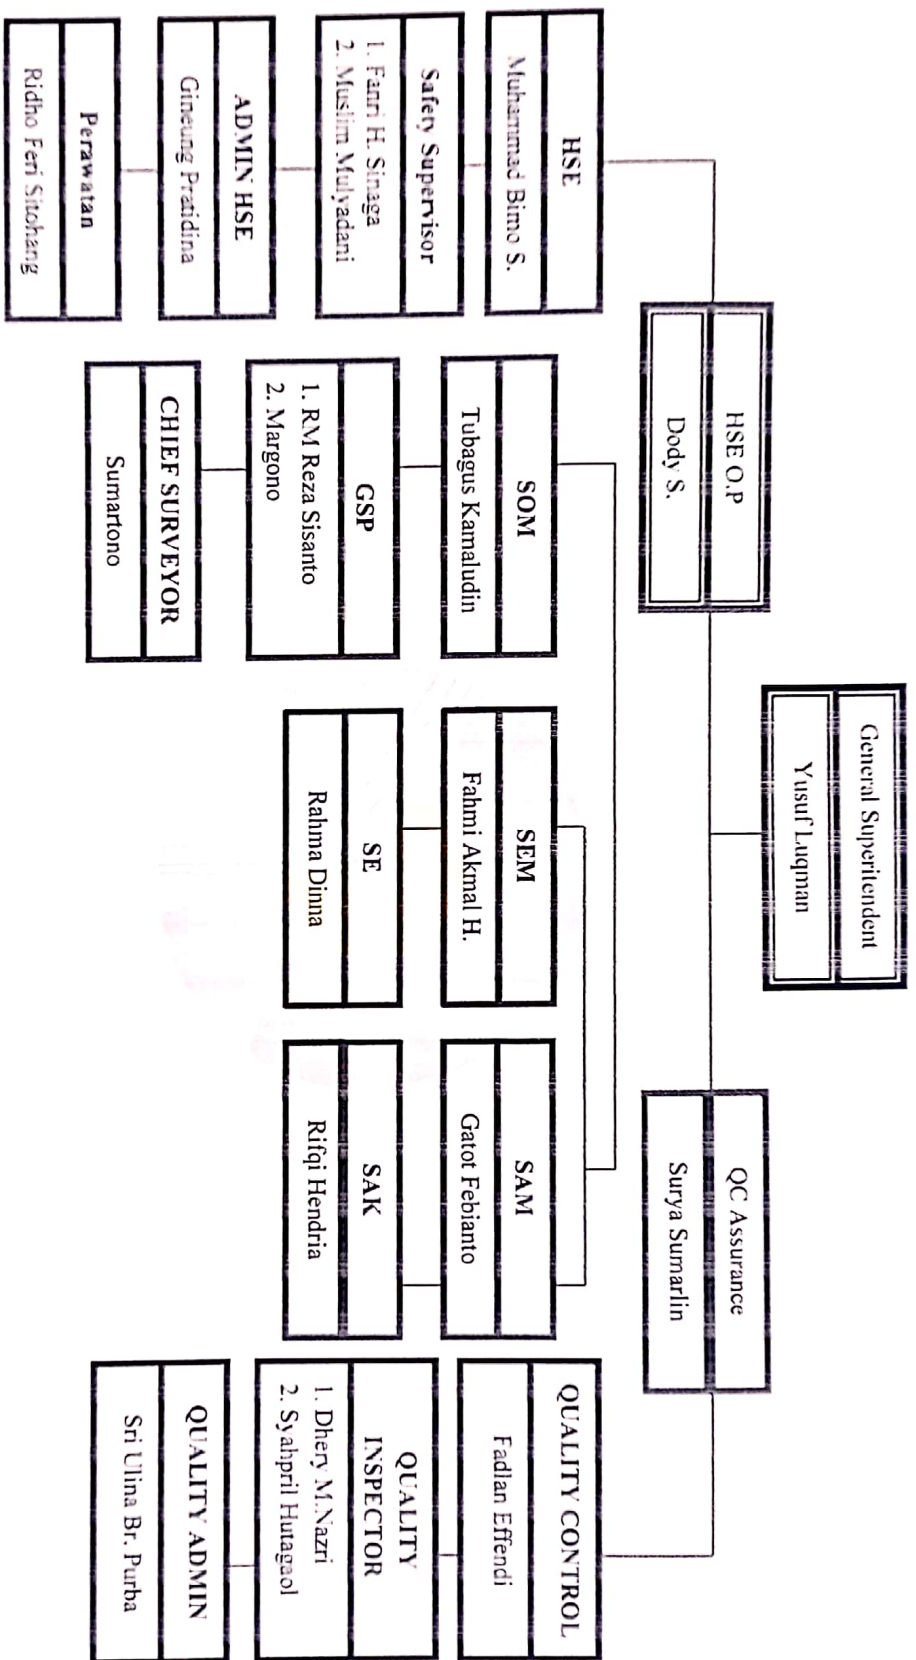 General Superitendent
Yusuf Luqman
HSE O.P
Dody S.
QC Assurance
Surya Sumarlin
HSE
Muhammad Bimo S.
Safety Supervisor
1. Fanri H. Sinaga
2. Muslim Mulyadani
ADMIN HSE
Gineung Pratidina
Perawatan
Ridho Feri Sitohang
SOM
Tubagus Kamaludin
GSP
1. RM Reza Sisanto
2. Margono
CHIEF SURVEYOR
Sumartono
SEM
Fahmi Akmal H.
SE
Rahma Dinna
SAM
Gatot Febianto
SAK
Rifqi Hendria
QUALITY CONTROL
Fadlan Effendi
QUALITY
INSPECTOR
1. Dhery M.Nazri
2. Syahpril Hutagaol
QUALITY ADMIN
Sri Ulina Br. Purba